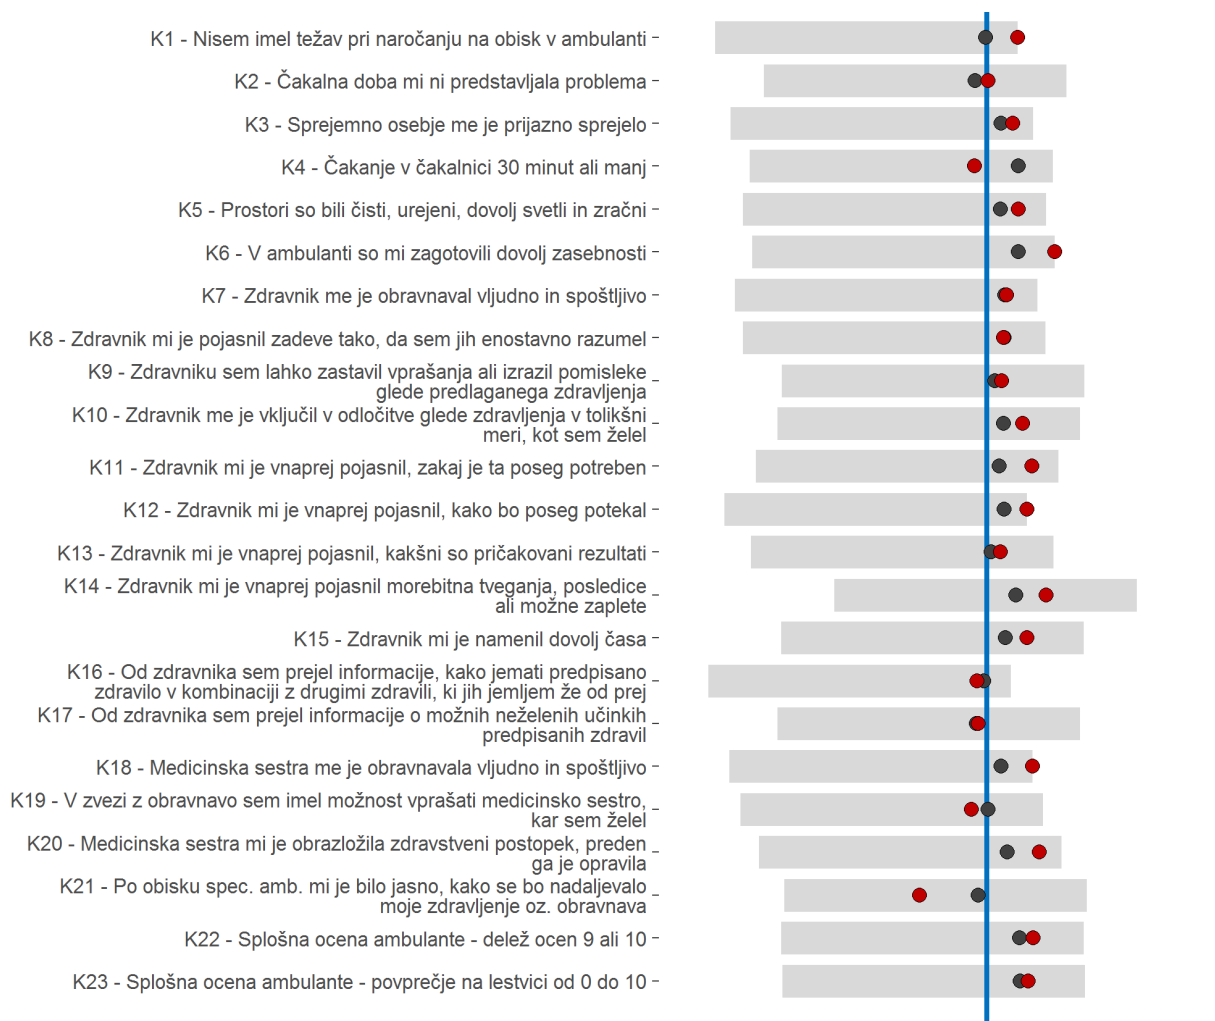 K1 - Nisem imel težav pri naročanju na obisk v ambulanti
K2 - Čakalna doba mi ni predstavljala problema
K3 - Sprejemno osebje me je prijazno sprejelo
K4 - Čakanje v čakalnici 30 minut ali manj
K5 - Prostori so bili čisti, urejeni, dovolj svetli in zračni
K6 - V ambulanti so mi zagotovili dovolj zasebnosti
K7 - Zdravnik me je obravnaval vljudno in spoštljivo
K8 - Zdravnik mi je pojasnil zadeve tako, da sem jih enostavno razumel
K9 - Zdravniku sem lahko zastavil vprašanja ali izrazil pomisleke
glede predlaganega zdravljenja
K10 - Zdravnik me je vključil v odločitve glede zdravljenja v tolikšni
meri, kot sem želel
K11 - Zdravnik mi je vnaprej pojasnil, zakaj je ta poseg potreben
K12 - Zdravnik mi je vnaprej pojasnil, kako bo poseg potekal
K13 - Zdravnik mi je vnaprej pojasnil, kakšni so pričakovani rezultati
K14 - Zdravnik mi je vnaprej pojasnil morebitna tveganja, posledice
ali možne zaplete
K15 - Zdravnik mi je namenil dovolj časa
K16 - Od zdravnika sem prejel informacije, kako jemati predpisano
zdravilo v kombinaciji z drugimi zdravili, ki jih jemljem že od prej
K17 - Od zdravnika sem prejel informacije o možnih neželenih učinkih
predpisanih zdravil
K18 - Medicinska sestra me je obravnavala vljudno in spoštljivo
K19 - V zvezi z obravnavo sem imel možnost vprašati medicinsko sestro,
kar sem želel
K20 - Medicinska sestra mi je obrazložila zdravstveni postopek, preden
ga je opravila
K21 - Po obisku spec. amb. mi je bilo jasno, kako se bo nadaljevalo
moje zdravljenje oz. obravnava
K22 - Splošna ocena ambulante - delež ocen 9 ali 10
K23 - Splošna ocena ambulante - povprečje na lestvici od 0 do 10